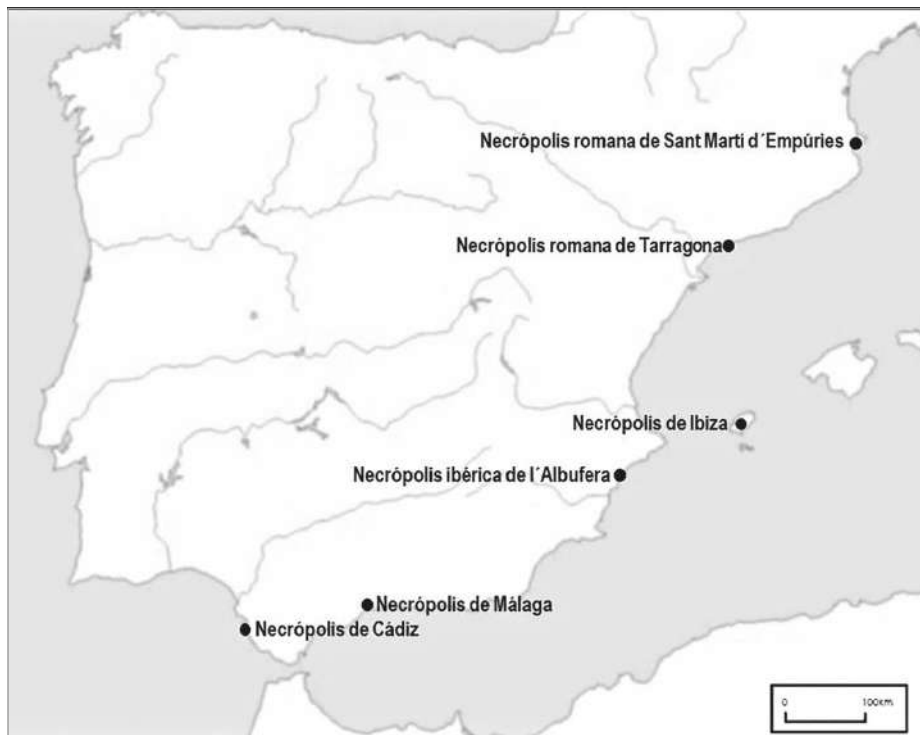 Necrópolis romana de Sant Martí d´Empúries
Necrópolis romana de Tarragona
Necrópolis de Ibiza
Necrópolis ibérica de l´Albufera
Necrópolis de Málaga
Necrópolis de Cádiz
0 100km